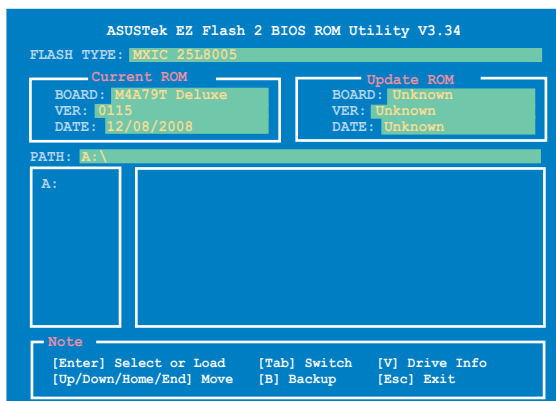 ASUSTek EZ Flash 2 BIOS ROM Utility V3.34
FLASH TYPE: MXIC 25L8005
Current ROM
BOARD: M4A79T Deluxe
VER: 0115
DATE: 12/08/2008
Update ROM
BOARD: Unknown
VER: Unknown
DATE: Unknown
PATH: A:\
A:
Note
[Enter] Select or Load [Tab] Switch [V] Drive Info
[Up/Down/Home/End] Move [B] Backup [Esc] Exit